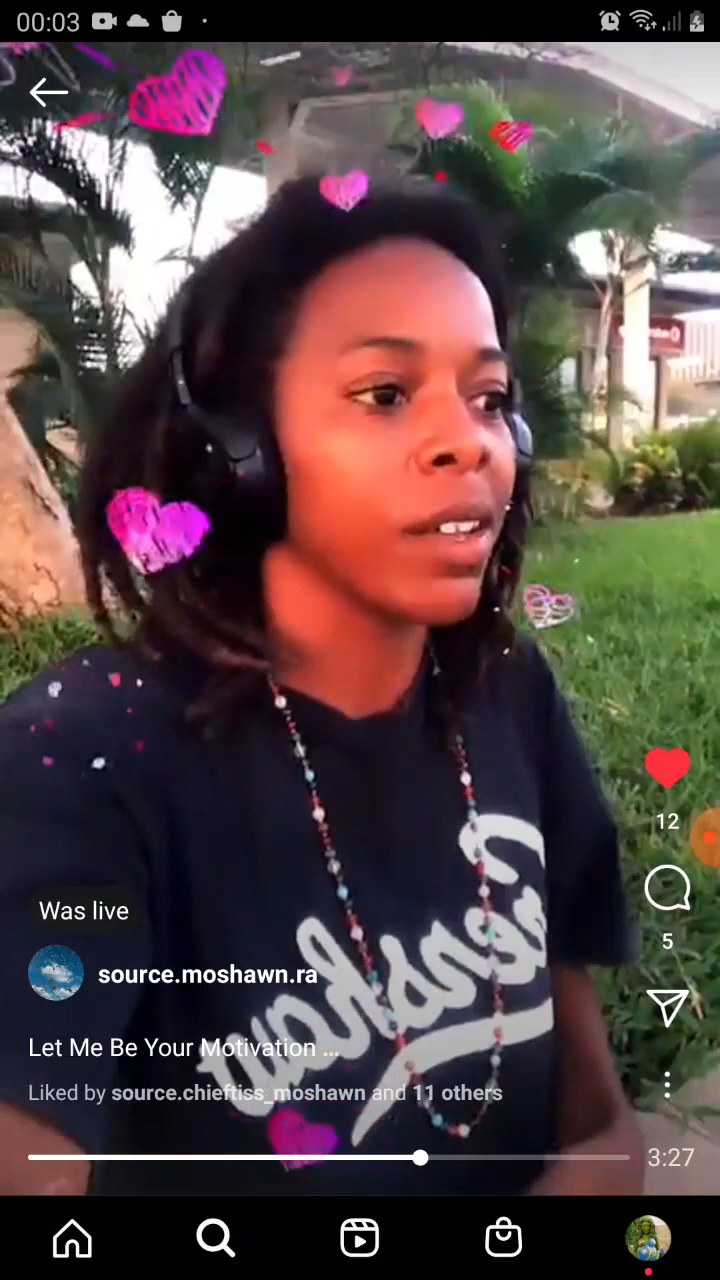 00:03
Was live
source.moshawn.ra
Let Me Be Your Motivation ...
Liked by source.chieftiss_moshawn and 11 others
12
5
3:27